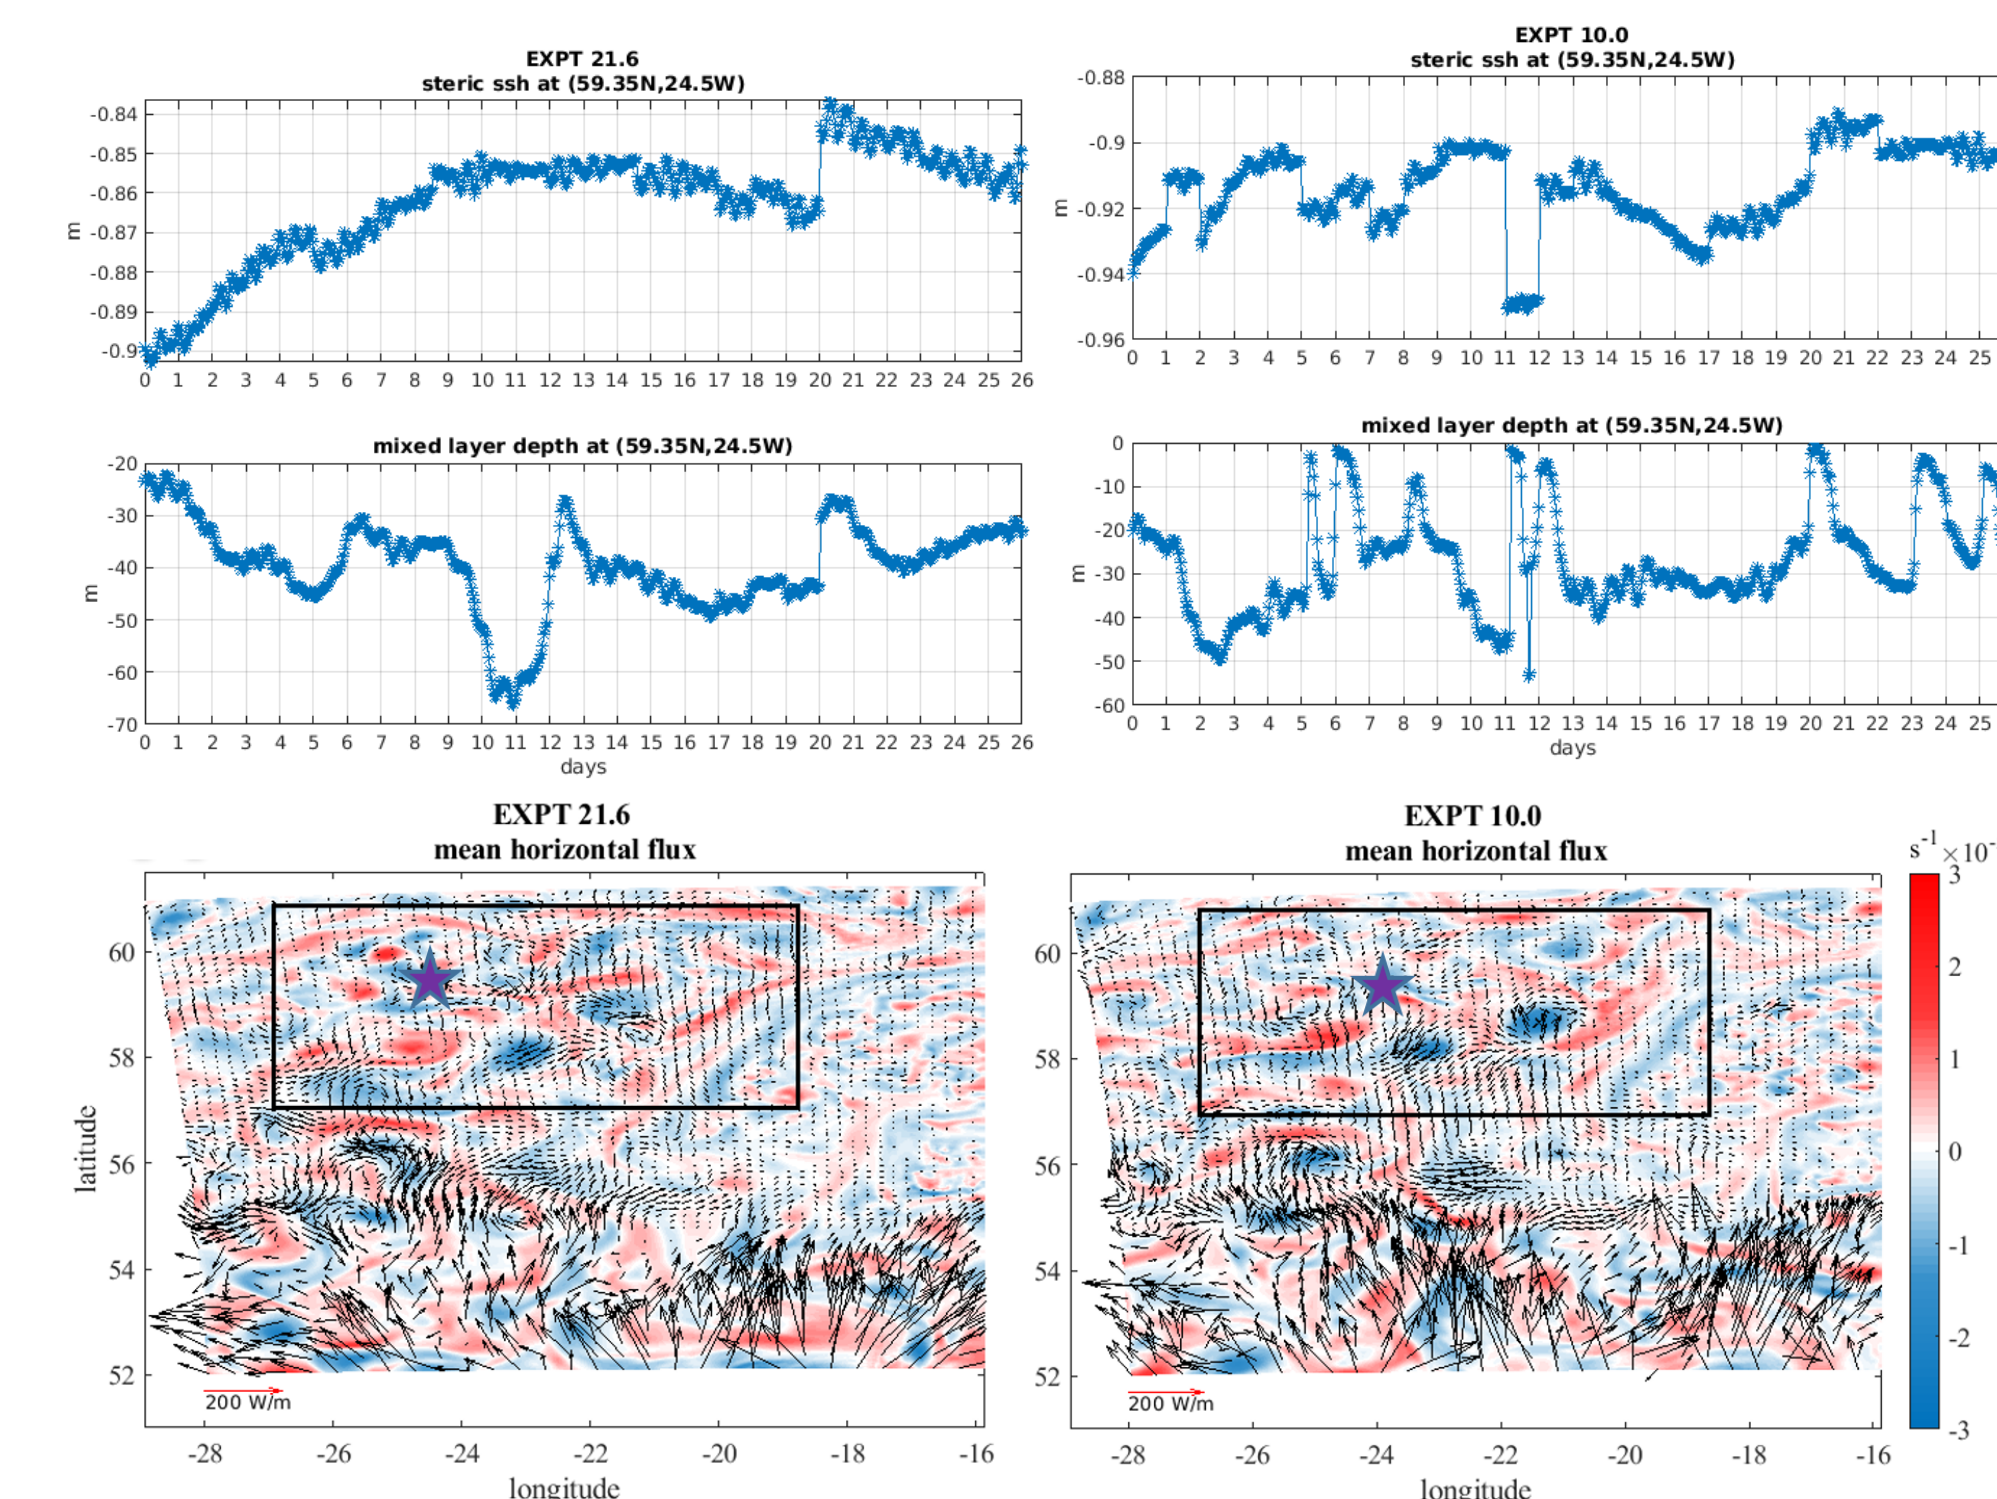 EXPT 21.6
steric ssh at (59.35N,24.5W)
-0.84
-0.85
-0.86
-0.87
-0.88
-0.89
-0.9
m
0 1 2 3 4 5 6 7 8 9 10 11 12 13 14 15 16 17 18 19 20 21 22 23 24 25 26
EXPT 10.0
steric ssh at (59.35N,24.5W)
-0.88
-0.9
-0.92
-0.94
-0.96
m
0 1 2 3 4 5 6 7 8 9 10 11 12 13 14 15 16 17 18 19 20 21 22 23 24 25
mixed layer depth at (59.35N,24.5W)
-20
-30
-40
-50
-60
-70
m
0 1 2 3 4 5 6 7 8 9 10 11 12 13 14 15 16 17 18 19 20 21 22 23 24 25 26
days
mixed layer depth at (59.35N,24.5W)
0
-10
-20
-30
-40
-50
-60
m
0 1 2 3 4 5 6 7 8 9 10 11 12 13 14 15 16 17 18 19 20 21 22 23 24 25
days
EXPT 21.6
mean horizontal flux
60
58
56
54
52
latitude
200 W/m
-28 -26 -24 -22 -20 -18 -16
longitude
EXPT 10.0
mean horizontal flux
60
58
56
54
52
200 W/m
-28 -26 -24 -22 -20 -18 -16
longitude
s-1 ×10-
3
2
1
0
-1
-2
-3